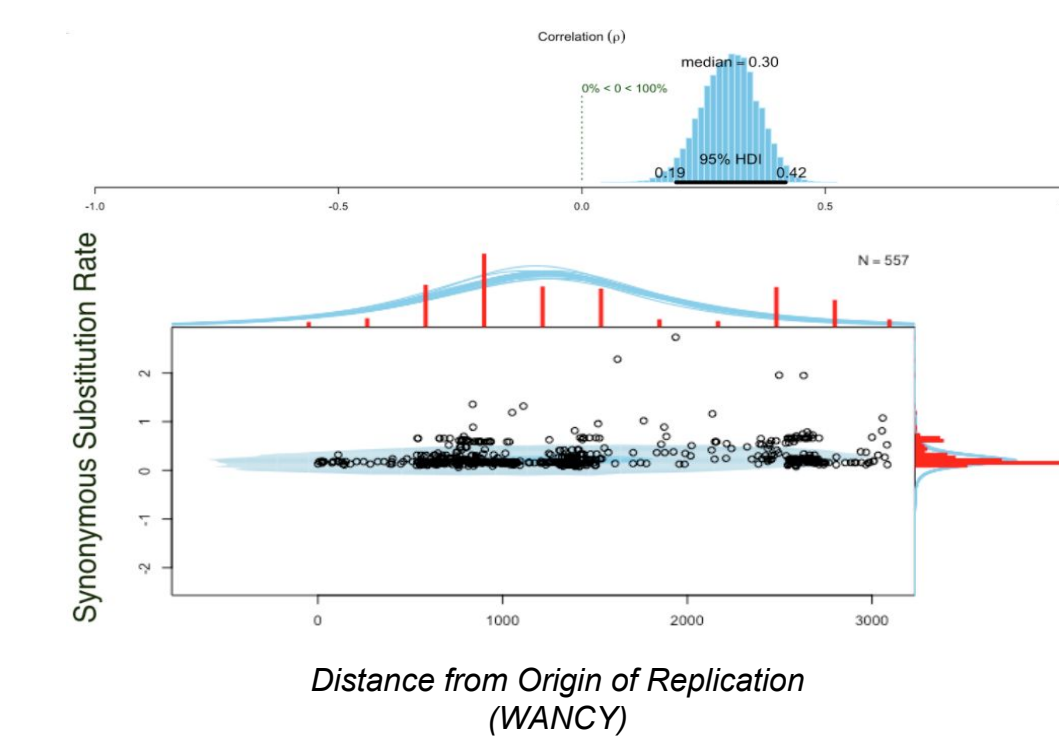 Correlation (ρ)
median = 0.30
0% < 0 < 100%
95% HDI
0.19 0.42
-1.0 -0.5 0.0 0.5
N = 557
Synonymous Substitution Rate
2
1
0
-1
-2
0 1000 2000 3000
Distance from Origin of Replication
(WANCY)